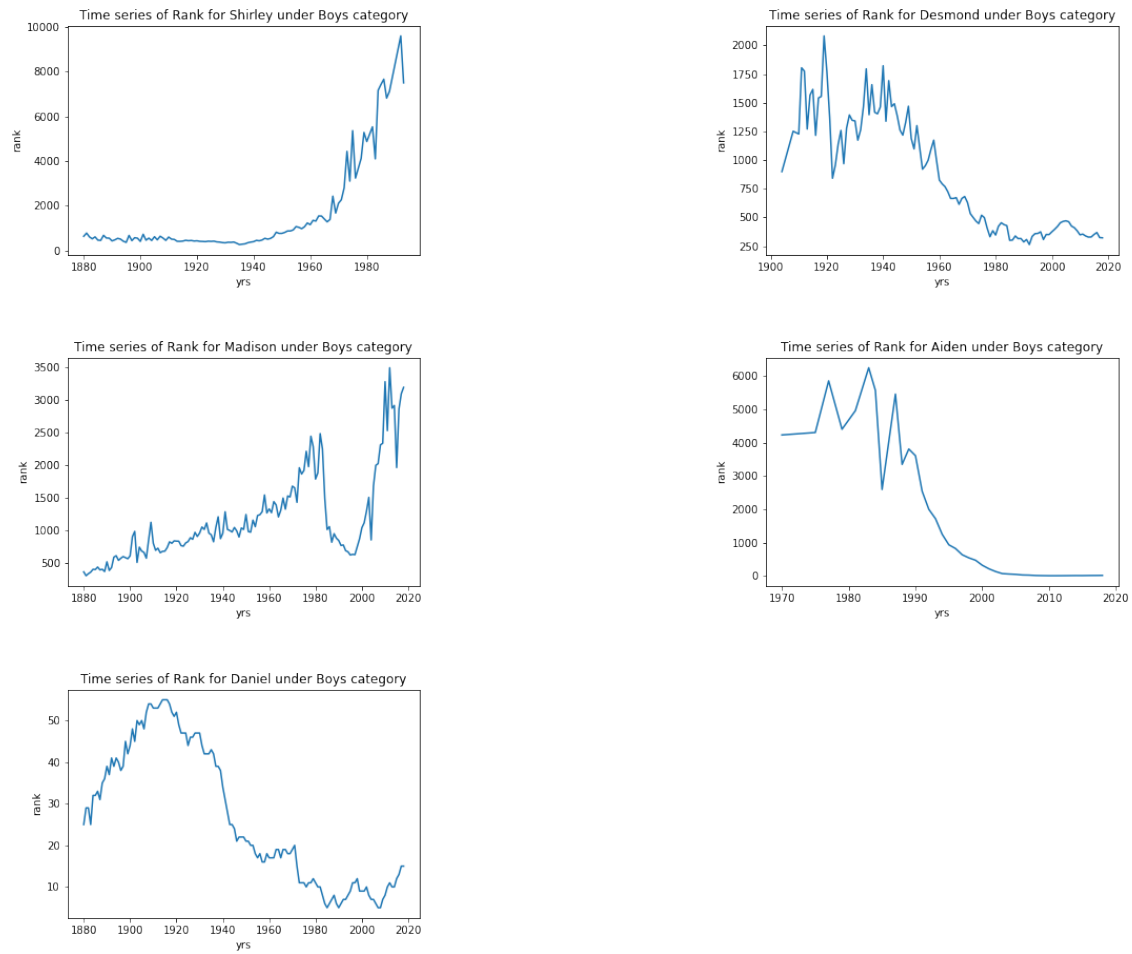 Time series of Rank for Shirley under Boys category
10000
8000
6000
4000
2000
0
rank
1880 1900 1920 1940 1960 1980
yrs
Time series of Rank for Desmond under Boys category
2000
1750
1500
1250
1000
750
500
250
rank
1900 1920 1940 1960 1980 2000 2020
yrs
Time series of Rank for Madison under Boys category
3500
3000
2500
2000
1500
1000
500
rank
1880 1900 1920 1940 1960 1980 2000 2020
yrs
Time series of Rank for Aiden under Boys category
6000
5000
4000
3000
2000
1000
0
rank
1970 1980 1990 2000 2010 2020
yrs
Time series of Rank for Daniel under Boys category
50
40
30
20
10
rank
1880 1900 1920 1940 1960 1980 2000 2020
yrs